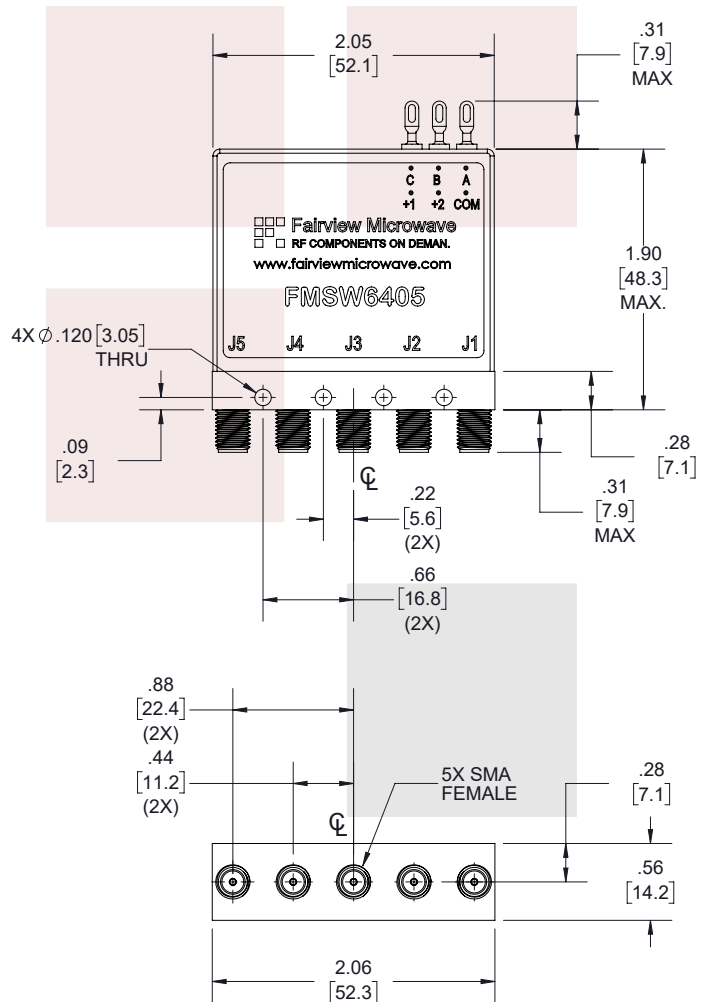 2.05
[52.1]
.31
[7.9]
MAX
C B A
+1 +2 COM
Fairview Microwave
RF COMPONENTS ON DEMAN.
www.fairviewmicrowave.com
FMSW6405
1.90
[48.3]
MAX.
4X Ø .120 [3.05]
THRU
J5 J4 J3 J2 J1
.09
[2.3]
.28
[7.1]
.31
[7.9]
MAX
℄
.22
[5.6]
(2X)
.66
[16.8]
(2X)
.88
[22.4]
(2X)
.44
[11.2]
(2X)
5X SMA
FEMALE
.28
[7.1]
℄
.56
[14.2]
2.06
[52.3]